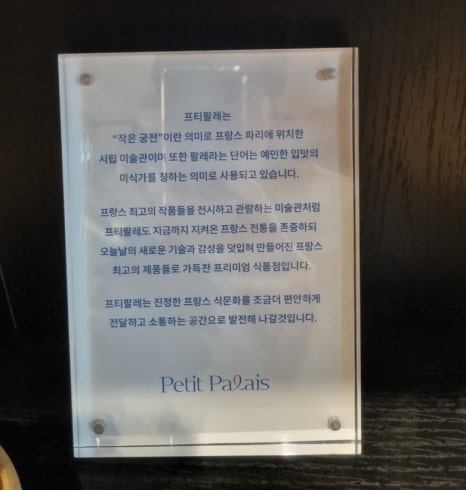 프티팔레는
“작은 궁전”이란 의미로 프랑스 파리에 위치한
시립 미술관이며 또한 팔레라는 단어는 예민한 입맛의
미식가를 칭하는 의미로 사용되고 있습니다.
프랑스 최고의 작품들을 전시하고 관람하는 미술관처럼
프티팔레도 지금까지 지켜온 프랑스 전통을 존중하되
오늘날의 새로운 기술과 감성을 덧입혀 만들어진 프랑스
최고의 제품들로 가득찬 프리미엄 식품점입니다.
프티팔레는 진정한 프랑스 식문화를 조금더 편안하게
전달하고 소통하는 공간으로 발전해 나갈것입니다.
Petit Palais